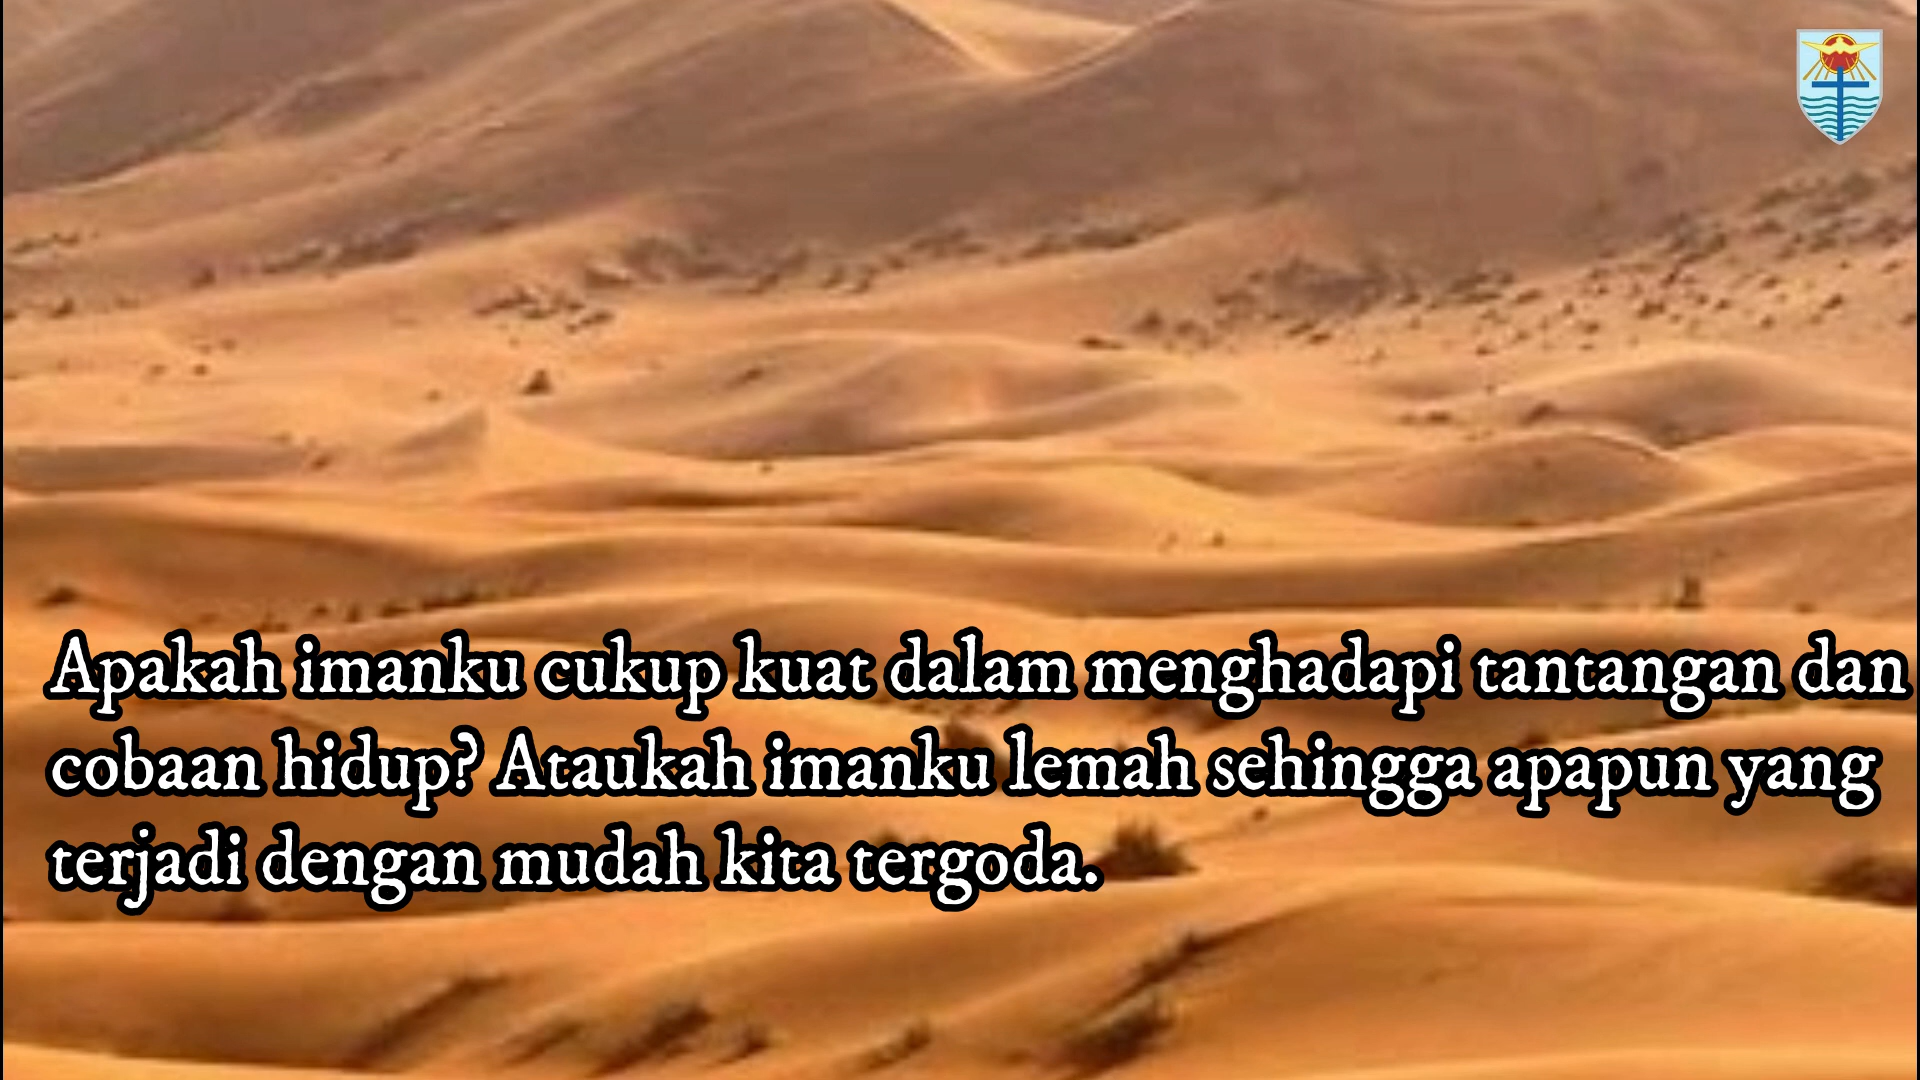 Apakah imanku cukup kuat dalam menghadapi tantangan dan
cobaan hidup? Ataukah imanku lemah sehingga apapun yang
terjadi dengan mudah kita tergoda.